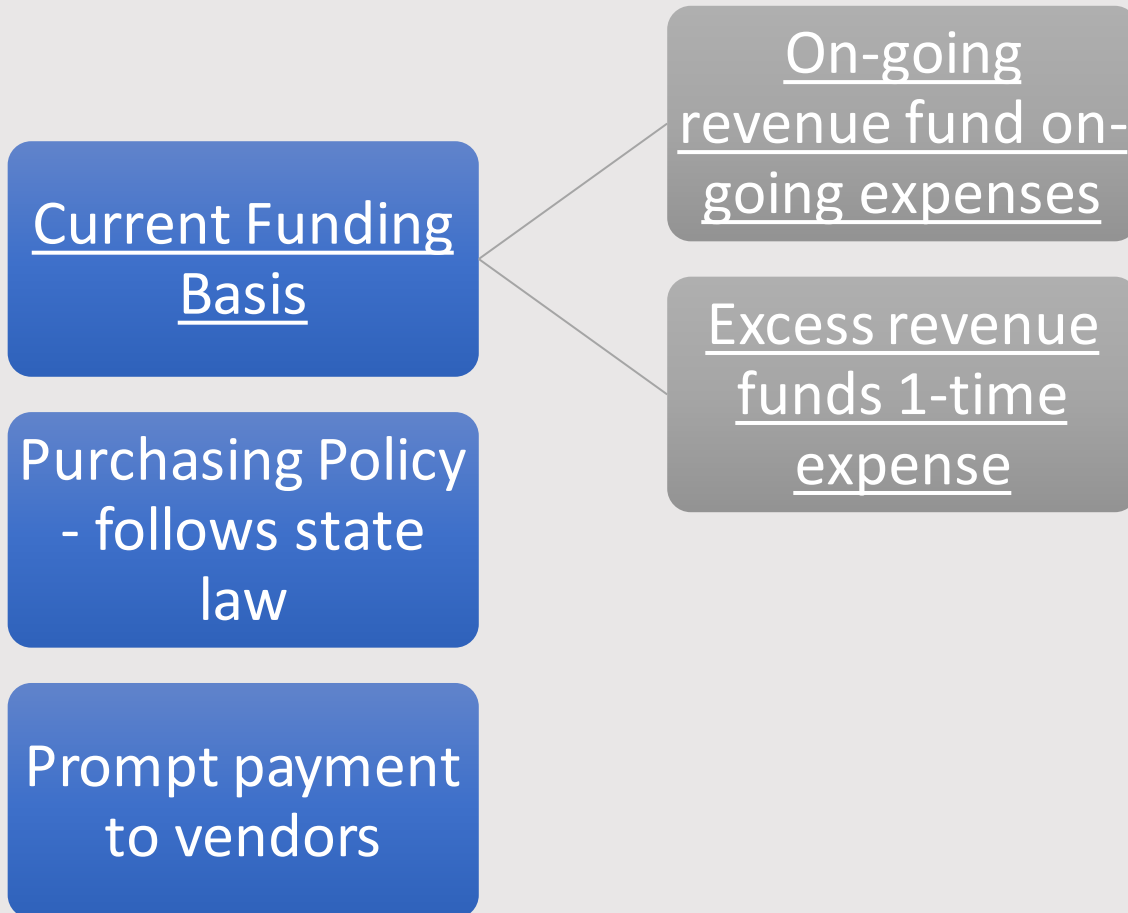 Current Funding
Basis
On-going
revenue fund on-
going expenses
Excess revenue
funds 1-time
expense
Purchasing Policy
- follows state
law
Prompt payment
to vendors